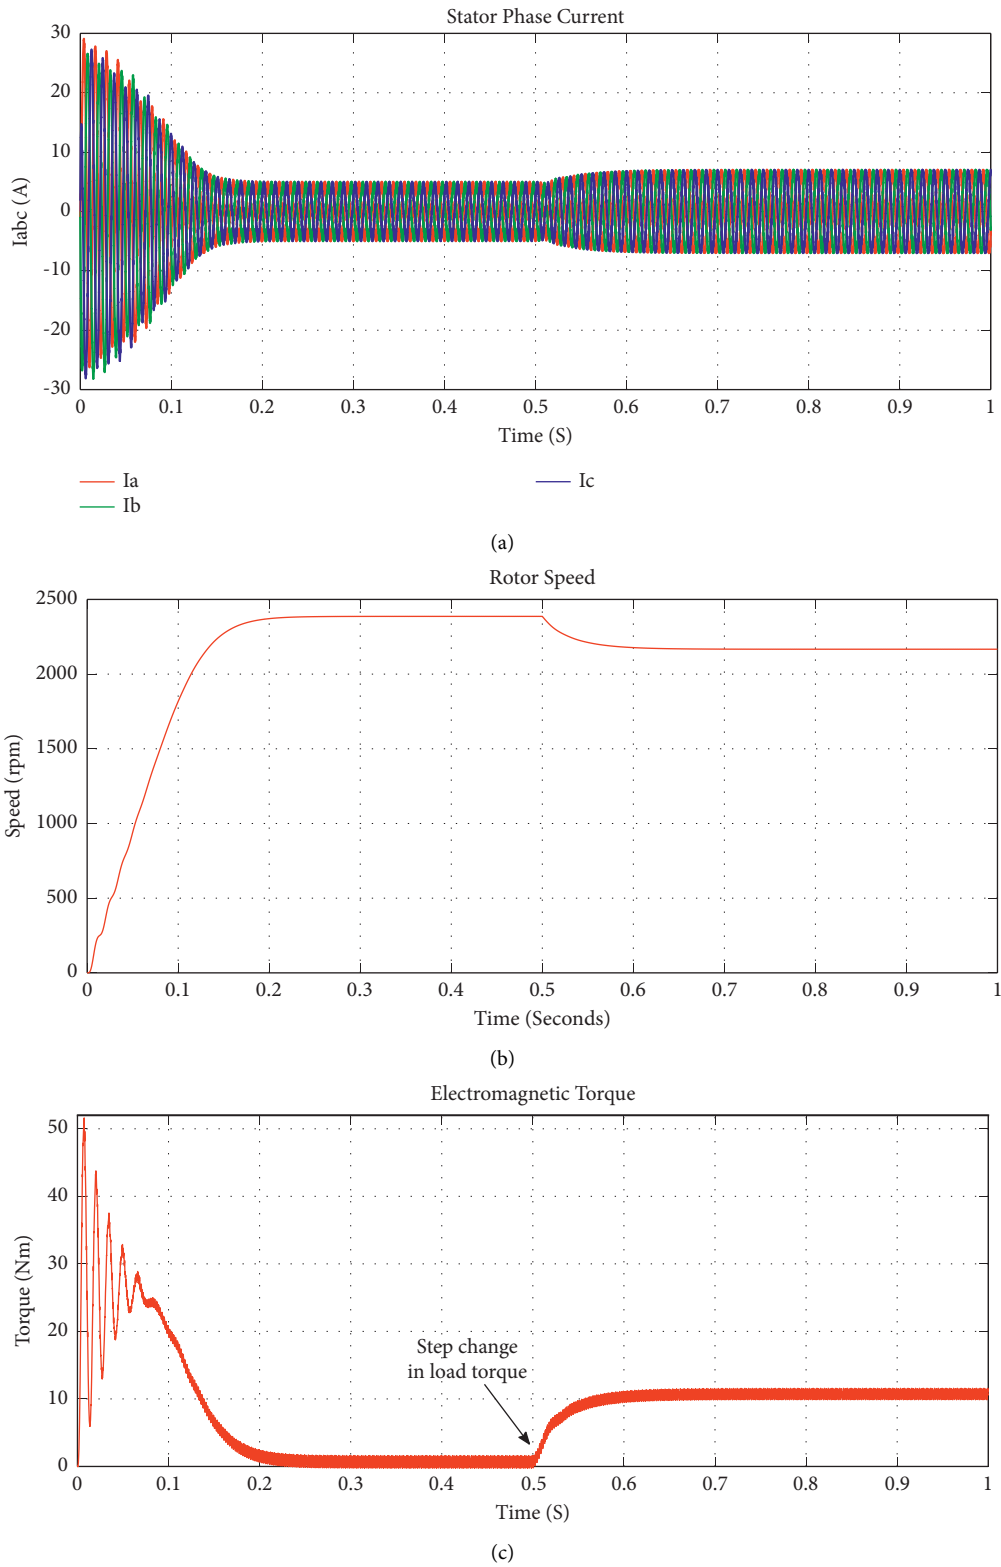 Stator Phase Current
30
20
10
0
-10
-20
-30
Iabc (A)
0 0.1 0.2 0.3 0.4 0.5 0.6 0.7 0.8 0.9 1
Time (S)
Ia
Ib
Ic
(a)
Rotor Speed
2500
2000
1500
1000
500
0
Speed (rpm)
0 0.1 0.2 0.3 0.4 0.5 0.6 0.7 0.8 0.9 1
Time (Seconds)
(b)
Electromagnetic Torque
50
40
30
20
10
0
Torque (Nm)
Step change
in load torque
0 0.1 0.2 0.3 0.4 0.5 0.6 0.7 0.8 0.9 1
Time (S)
(c)